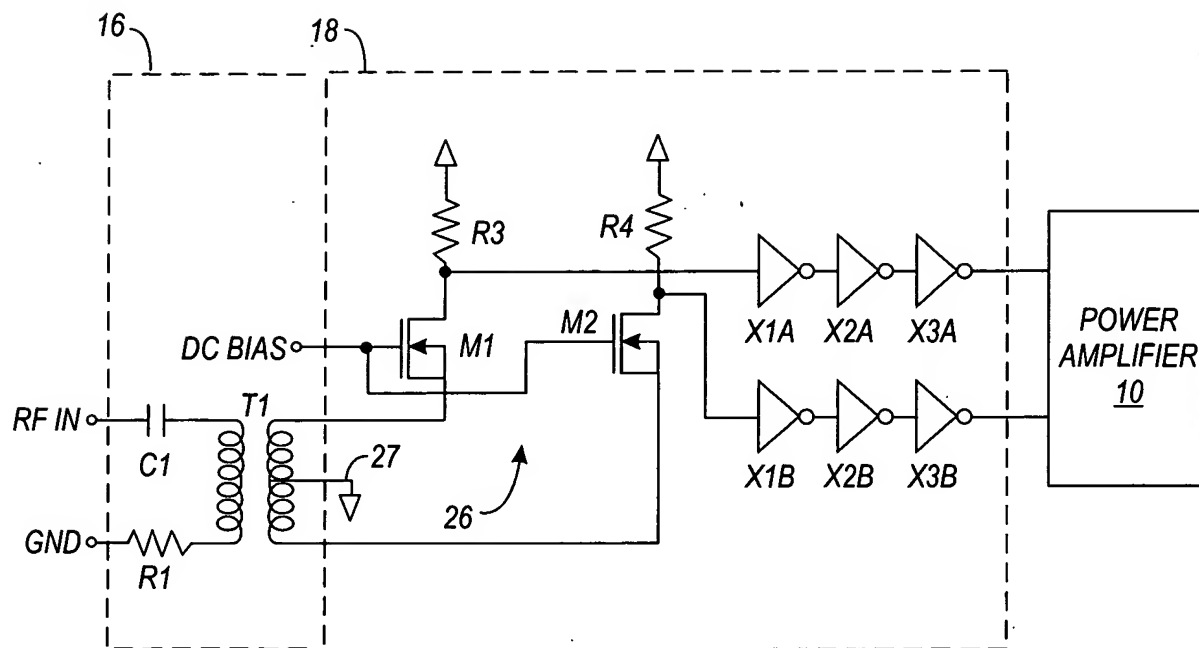 16
18
R3
R4
DC BIAS
M1
M2
X1A
X2A
X3A
POWER
AMPLIFIER
10
RF IN
C1
T1
27
26
X1B
X2B
X3B
GND
R1